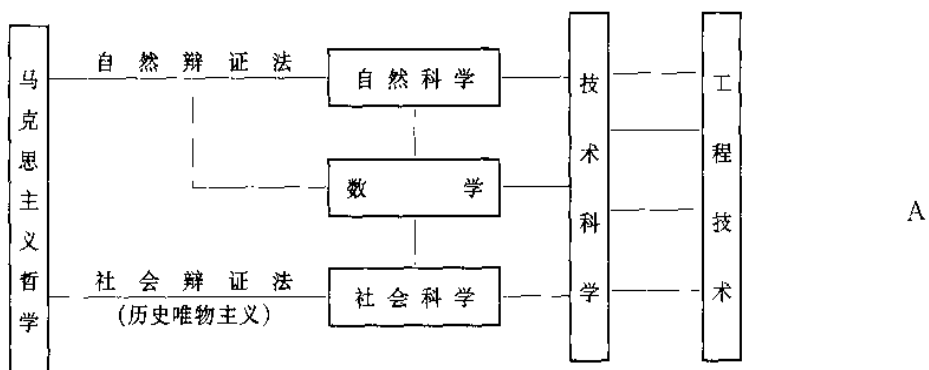 马克思主义哲学
自然辩证法
自然科学
数学
社会辩证法
(历史唯物主义)
社会科学
技术科学
工程技术
A